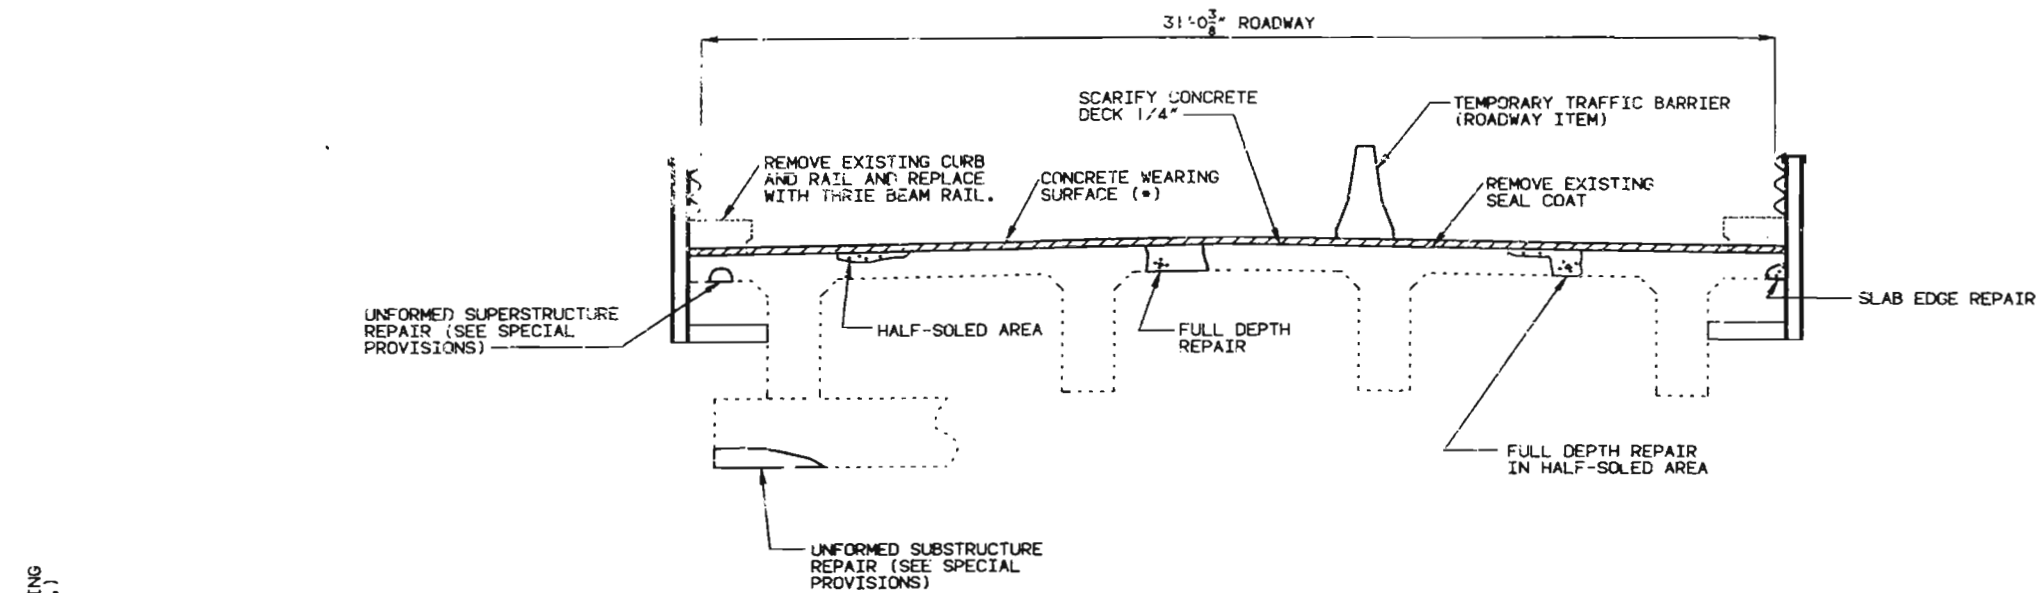 31'-0 3/8" ROADWAY
SCARIFY CONCRETE
DECK 1/4"
TEMPORARY TRAFFIC BARRIER
(ROADWAY ITEM)
REMOVE EXISTING CURB
AND RAIL AND REPLACE
WITH THRIE BEAM RAIL.
CONCRETE WEARING
SURFACE (*)
REMOVE EXISTING
SEAL COAT
UNFORMED SUPERSTRUCTURE
REPAIR (SEE SPECIAL
PROVISIONS)
HALF-SOLED AREA
FULL DEPTH
REPAIR
SLAB EDGE REPAIR
FULL DEPTH REPAIR
IN HALF-SOLED AREA
UNFORMED SUBSTRUCTURE
REPAIR (SEE SPECIAL
PROVISIONS)
ING